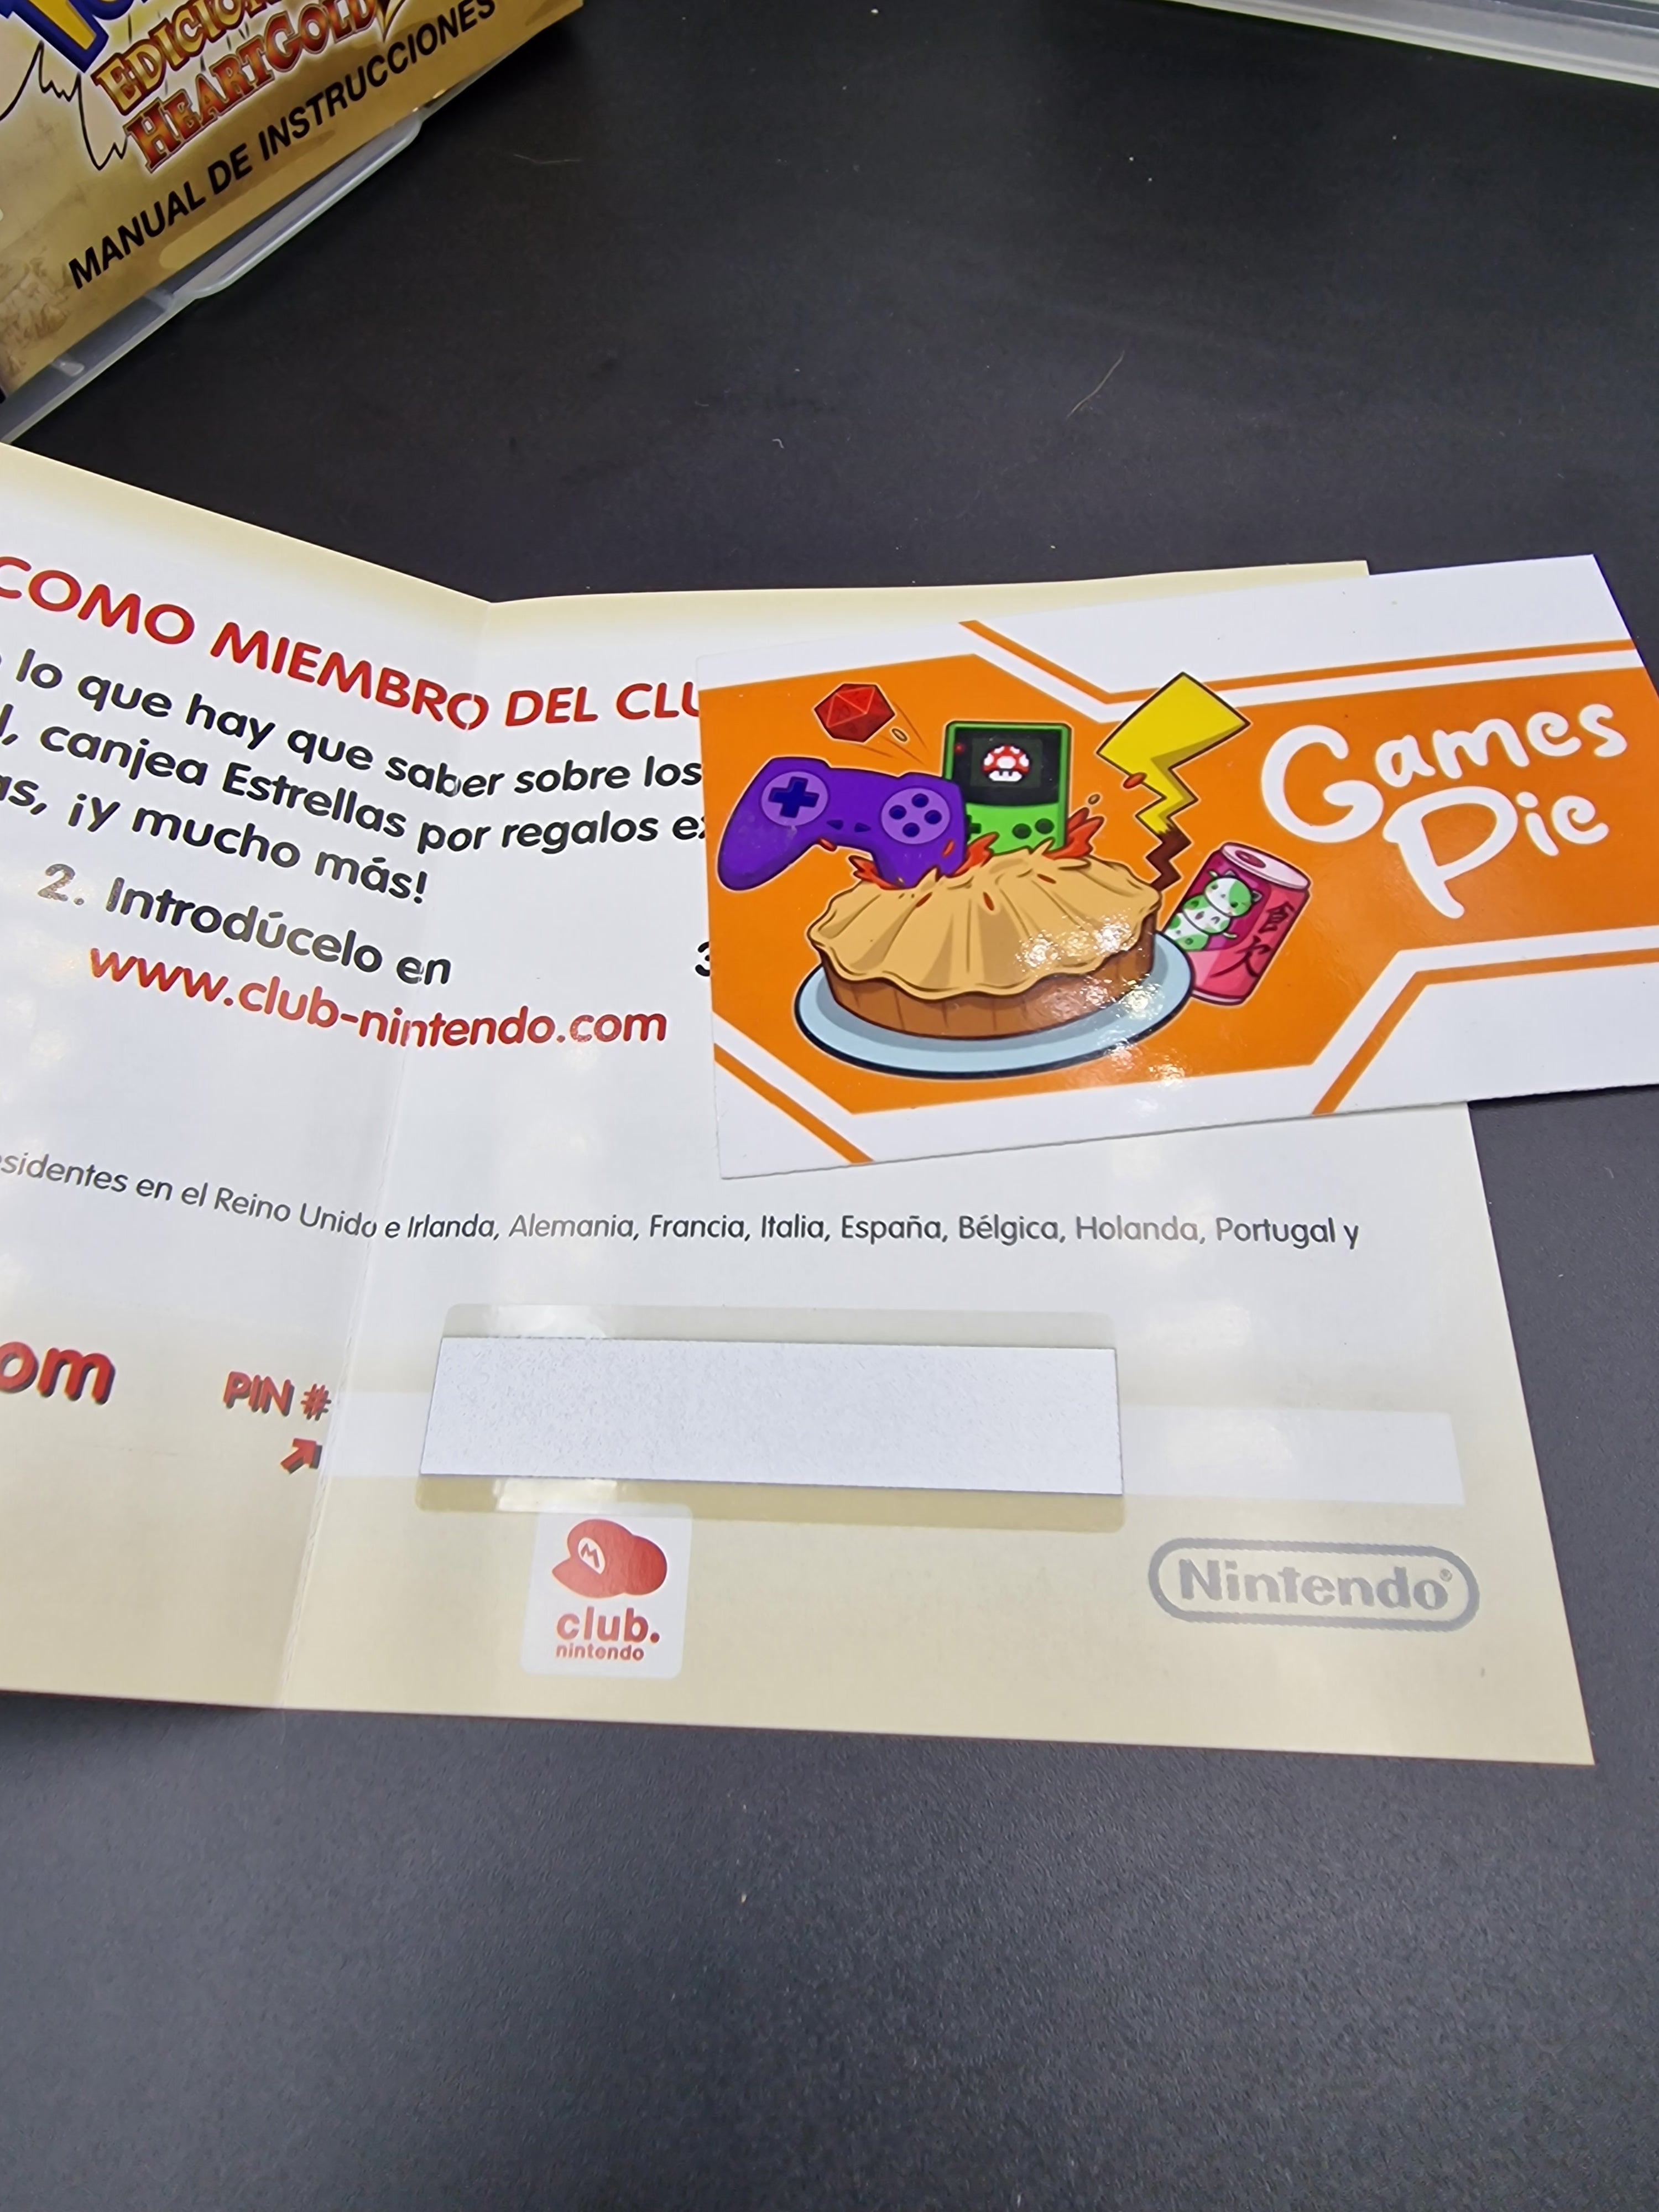 EDICIÓN
HEARTGOLD
MANUAL DE INSTRUCCIONES
COMO MIEMBRO DEL
lo que hay que saber sobre los
canjea Estrellas por regalos
¡y mucho más!
2. Introdúcelo en
www.club-nintendo.com
en el Reino Unido e Irlanda, Alemania, Francia, Italia, España, Bélgica, Holanda, Portugal y
om
PIN #
M
club.
nintendo
Nintendo®
Games
Pie